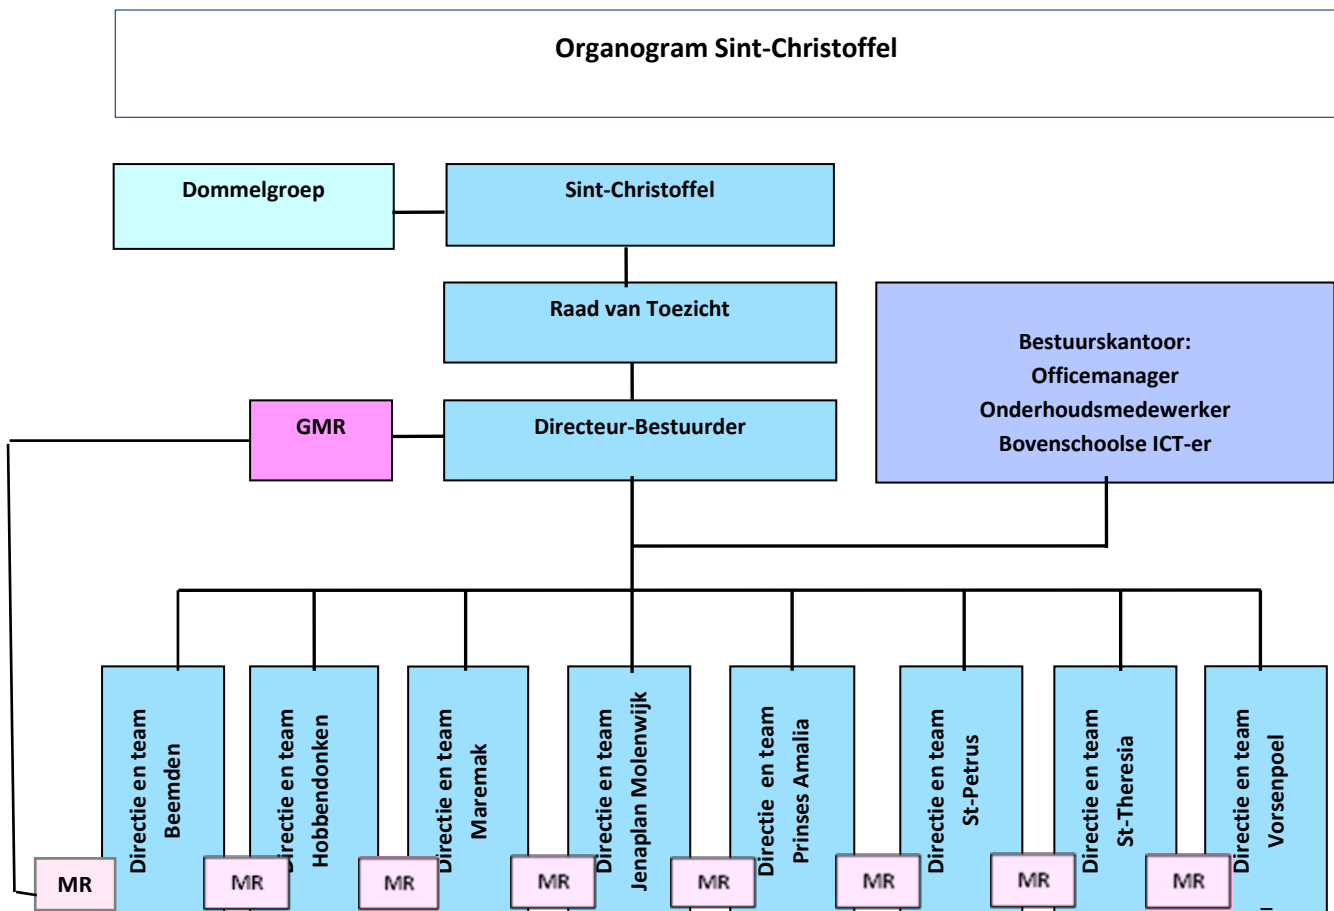 Organogram Sint-Christoffel
Dommelgroep
Sint-Christoffel
Raad van Toezicht
Bestuurskantoor:
Officemanager
Onderhoudsmedewerker
Bovenschoolse ICT-er
GMR
Directeur-Bestuurder
Directie en team
Beemden
Directie en team
Hobbendonken
Directie en team
Maremak
Directie en team
Jenaplan Molenwijk
Directie en team
Prinses Amalia
Directie en team
St-Petrus
Directie en team
St-Theresia
Directie en team
Vorsenpoel
MR
MR
MR
MR
MR
MR
MR
MR